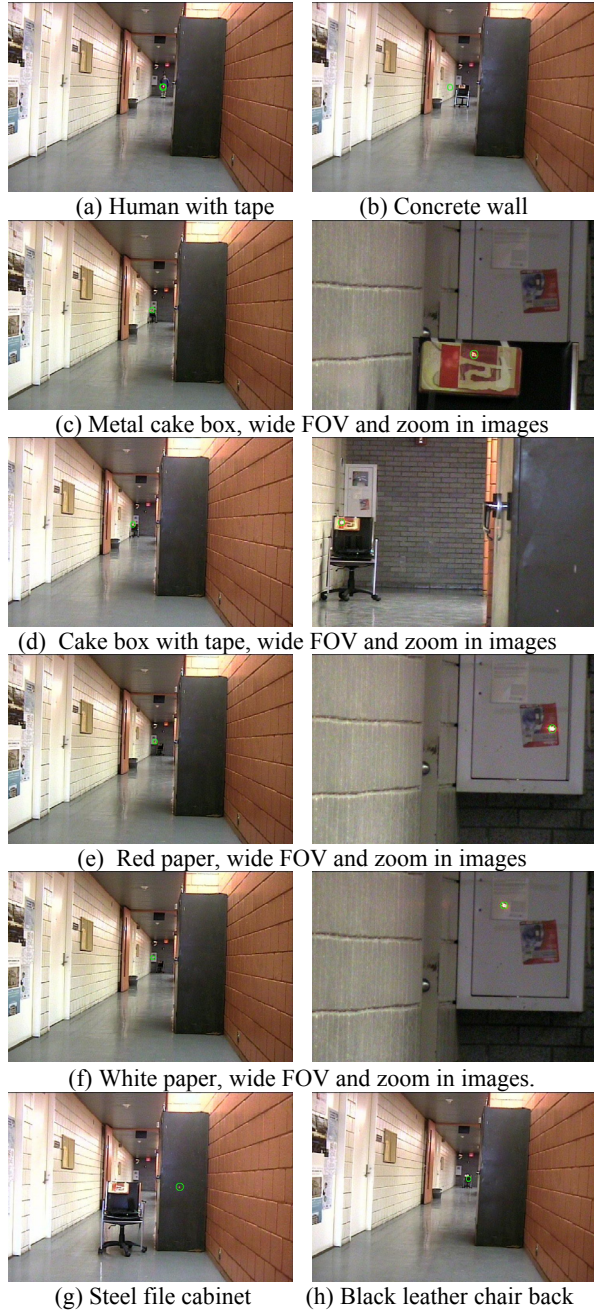 (a) Human with tape (b) Concrete wall
(c) Metal cake box, wide FOV and zoom in images
(d) Cake box with tape, wide FOV and zoom in images
(e) Red paper, wide FOV and zoom in images
(f) White paper, wide FOV and zoom in images.
(g) Steel file cabinet (h) Black leather chair back